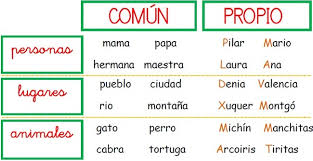 COMÚN PROPIO
personas
mama papa Pilar Mario
hermana maestra Laura Ana
lugares
pueblo ciudad Denia Valencia
rio montaña Xuquer Montgó
animales
gato perro Michín Manchitas
cabra tortuga Arcoiris Tiritas